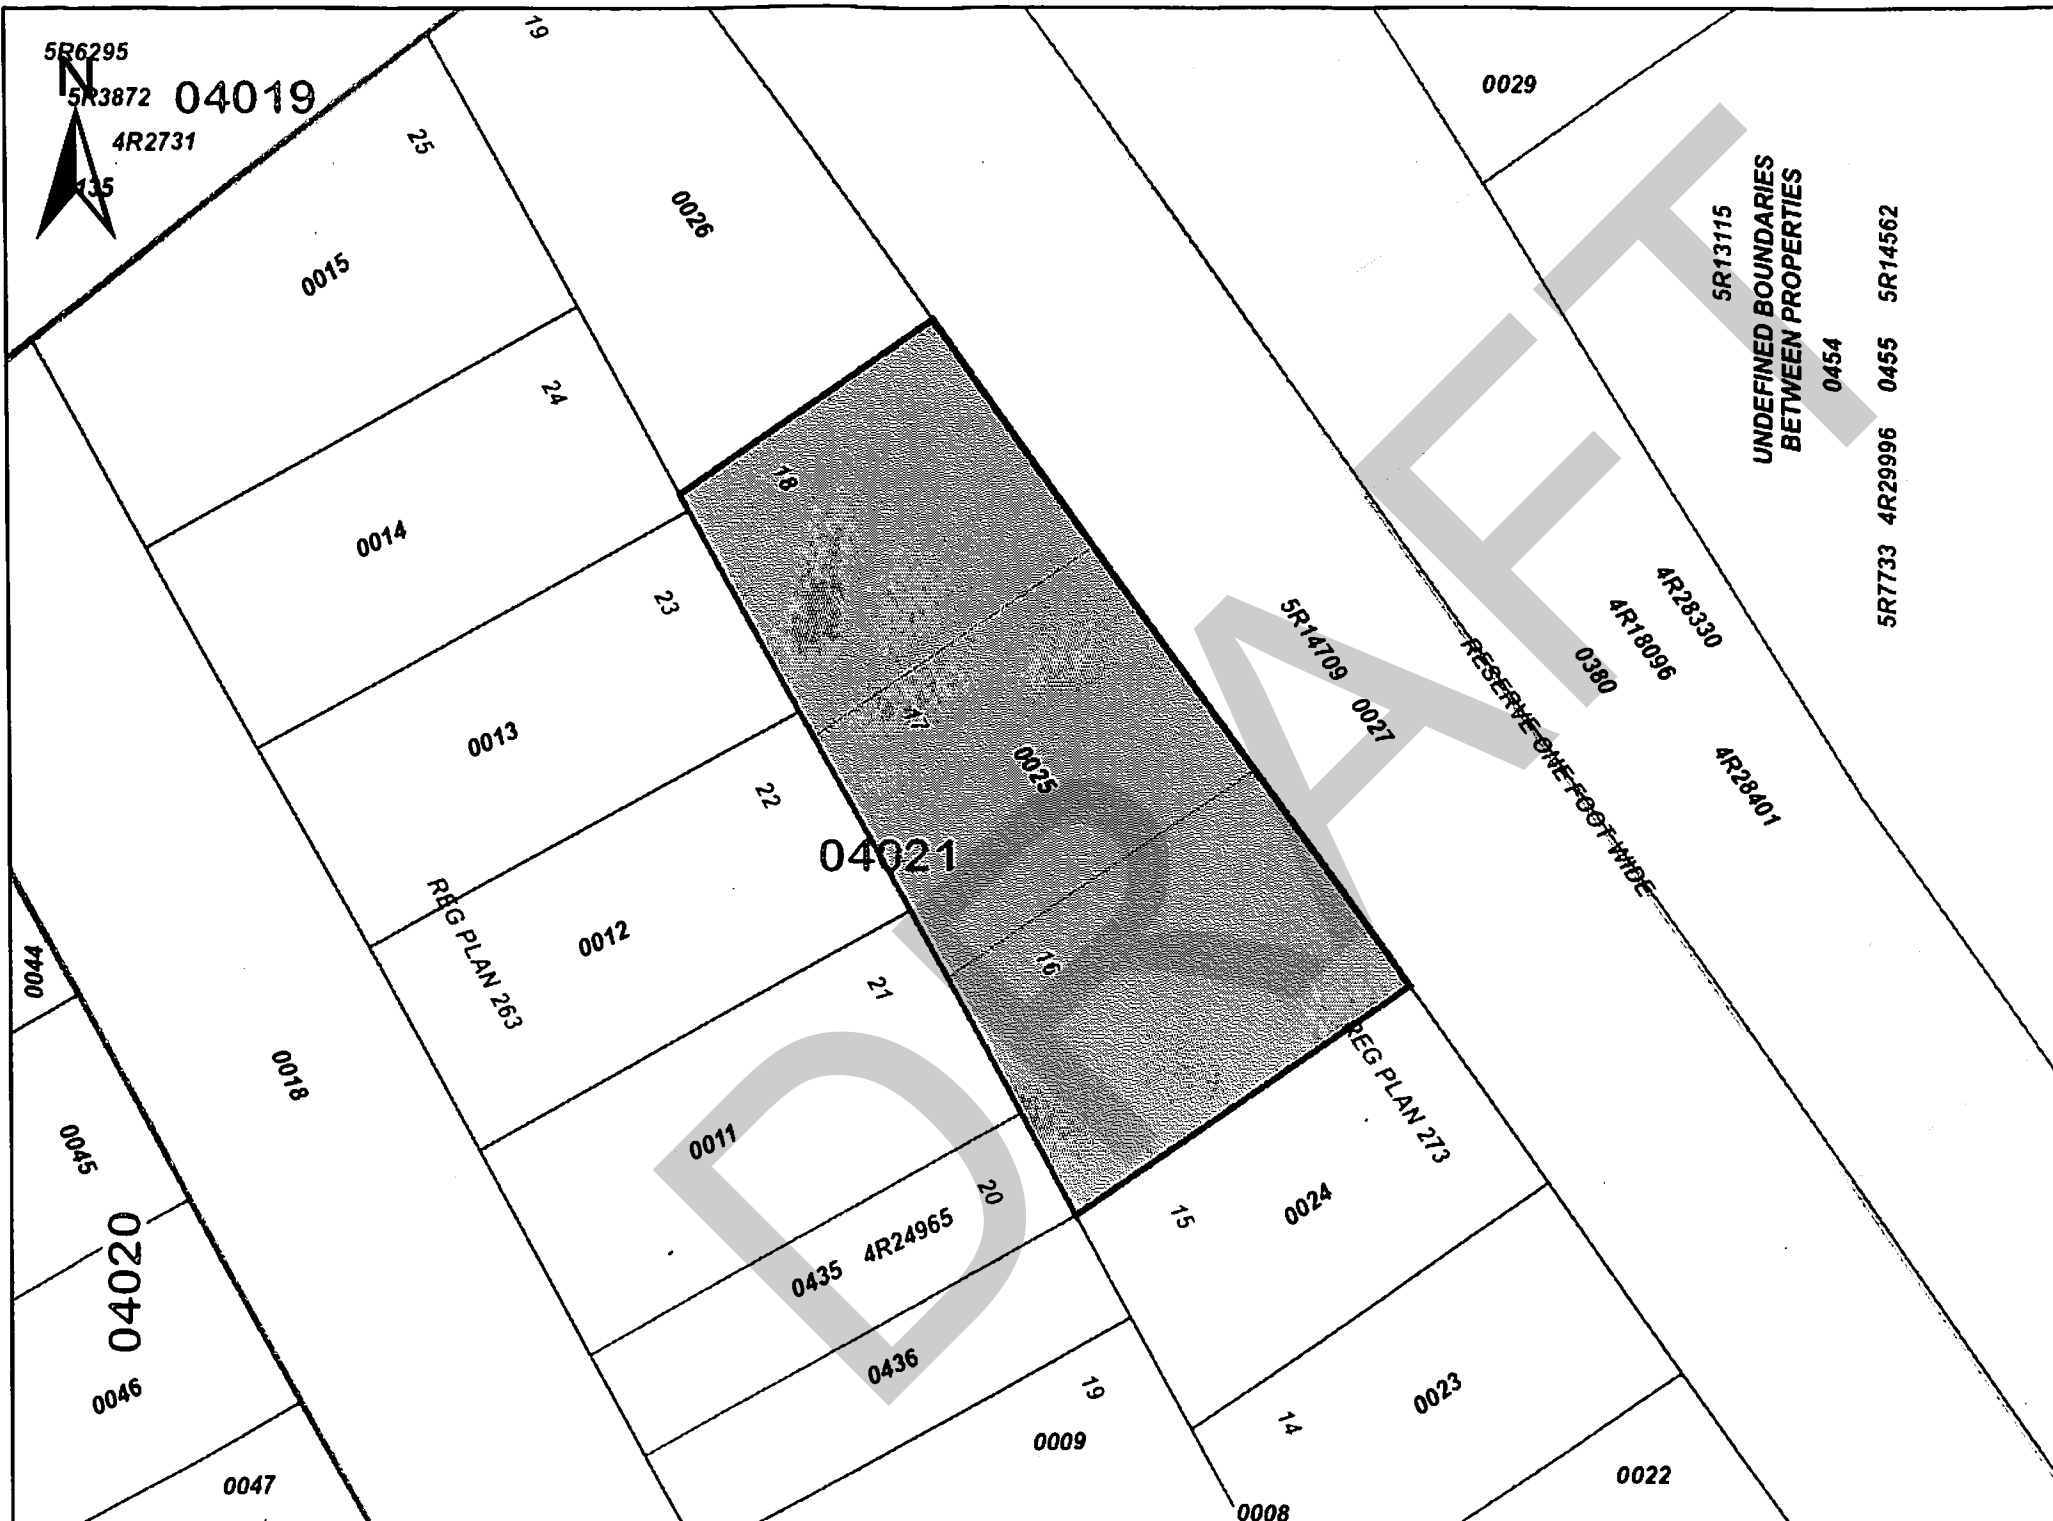 5R6295
N
5R3872
04019
4R2731
135
19
25
0029
0026
0015
5R13115
UNDEFINED BOUNDARIES
BETWEEN PROPERTIES
0454
5R7733 4R29996 0455 5R14562
24
0014
18
23
0013
17
0025
22
04021
5R14709 0027
4R28330
4R18096
0380
4R28401
RESERVE ONE FOOT WIDE
REG PLAN 263
0012
16
21
0044
0018
0011
REG PLAN 273
20
4R24965
0435
15
0024
0045
04020
0046
0436
19
0009
14
0023
0047
0022
0008
DRAFT